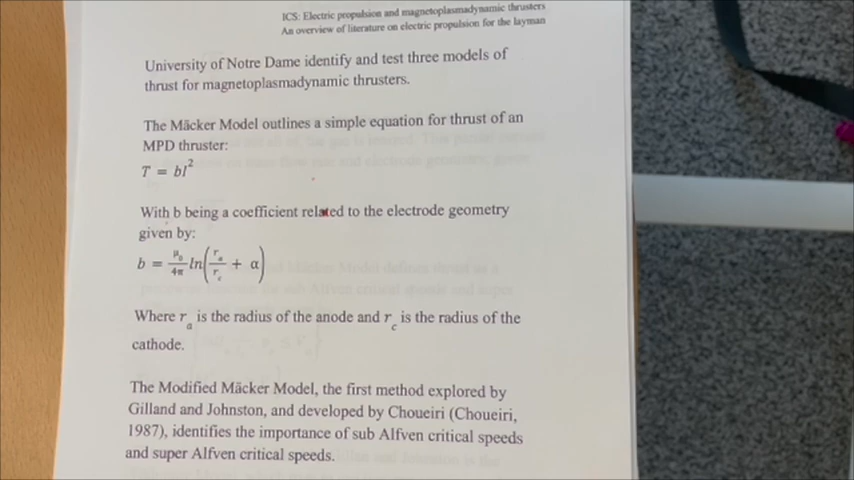 ICS: Electric propulsion and magnetoplasmadynamic thrusters
An overview of literature on electric propulsion for the layman
University of Notre Dame identify and test three models of
thrust for magnetoplasmadynamic thrusters.
The Mäcker Model outlines a simple equation for thrust of an
MPD thruster:
T = bI²
With b being a coefficient related to the electrode geometry
given by:
b = μ₀/4π ln(rₐ/r_c + α)
Where rₐ is the radius of the anode and r_c is the radius of the
cathode.
The Modified Mäcker Model, the first method explored by
Gilland and Johnston, and developed by Choueiri (Choueiri,
1987), identifies the importance of sub Alfven critical speeds
and super Alfven critical speeds.